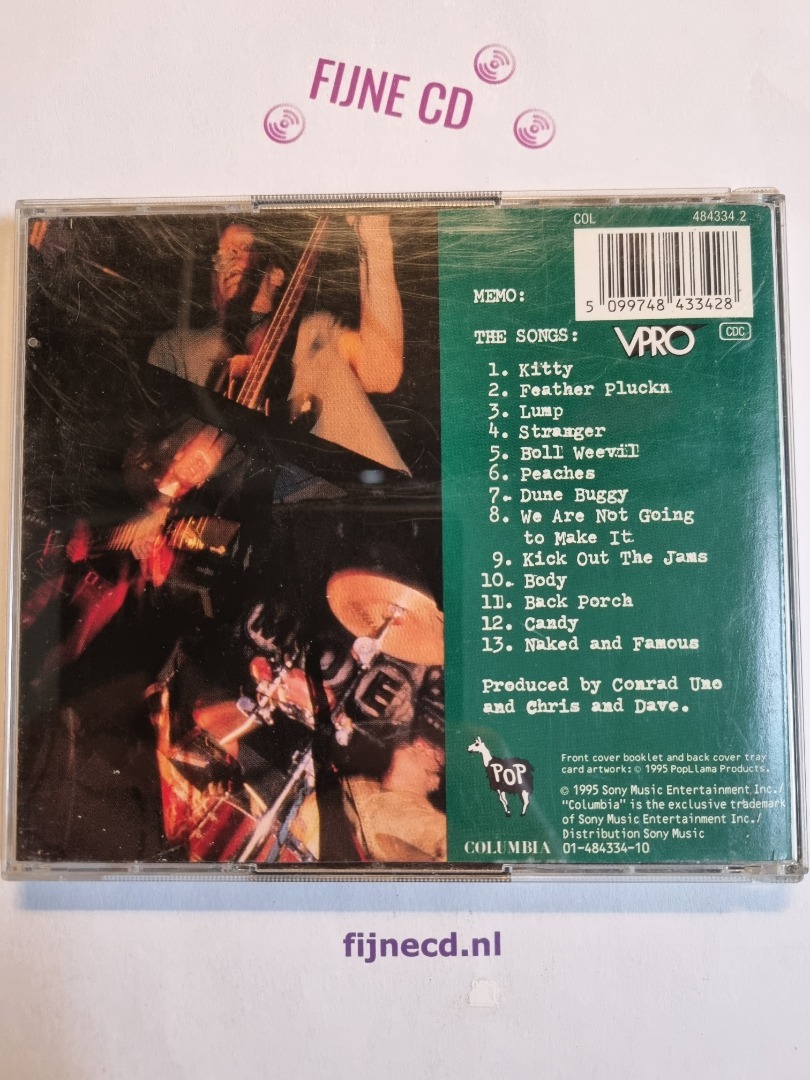 FIJNE CD
COL 484334 2
5 099748 433428
MEMO:
THE SONGS:
VPRO
CDC
1. Kitty
2. Feather Pluckn
3. Lump
4. Stranger
5. Boll Weevil
6. Peaches
7. Dune Buggy
8. We Are Not Going
to Make It
9. Kick Out The Jams
10. Body
11. Back Porch
12. Candy
13. Naked and Famous
Produced by Conrad Uno
and Chris and Dave.
POP
Front cover booklet and back cover tray
card artwork: © 1995 PopLlama Products.
© 1995 Sony Music Entertainment Inc./
"Columbia" is the exclusive trademark
of Sony Music Entertainment Inc./
Distribution Sony Music
COLUMBIA 01-484334-10
fijnecd.nl